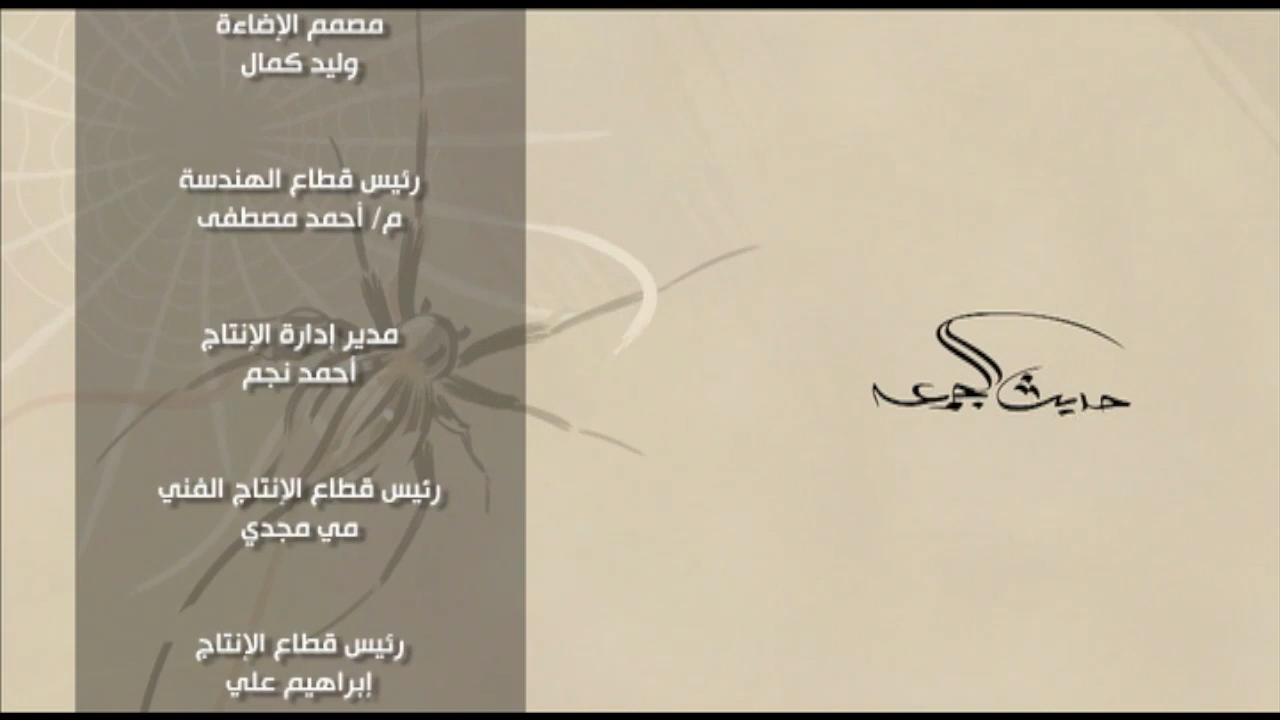 مصمم الإضاءة
وليد كمال
رئيس قطاع الهندسة
م/ أحمد مصطفى
مدير إدارة الإنتاج
أحمد نجم
رئيس قطاع الإنتاج الفني
مي مجدي
رئيس قطاع الإنتاج
إبراهيم علي
حديث الجمعه